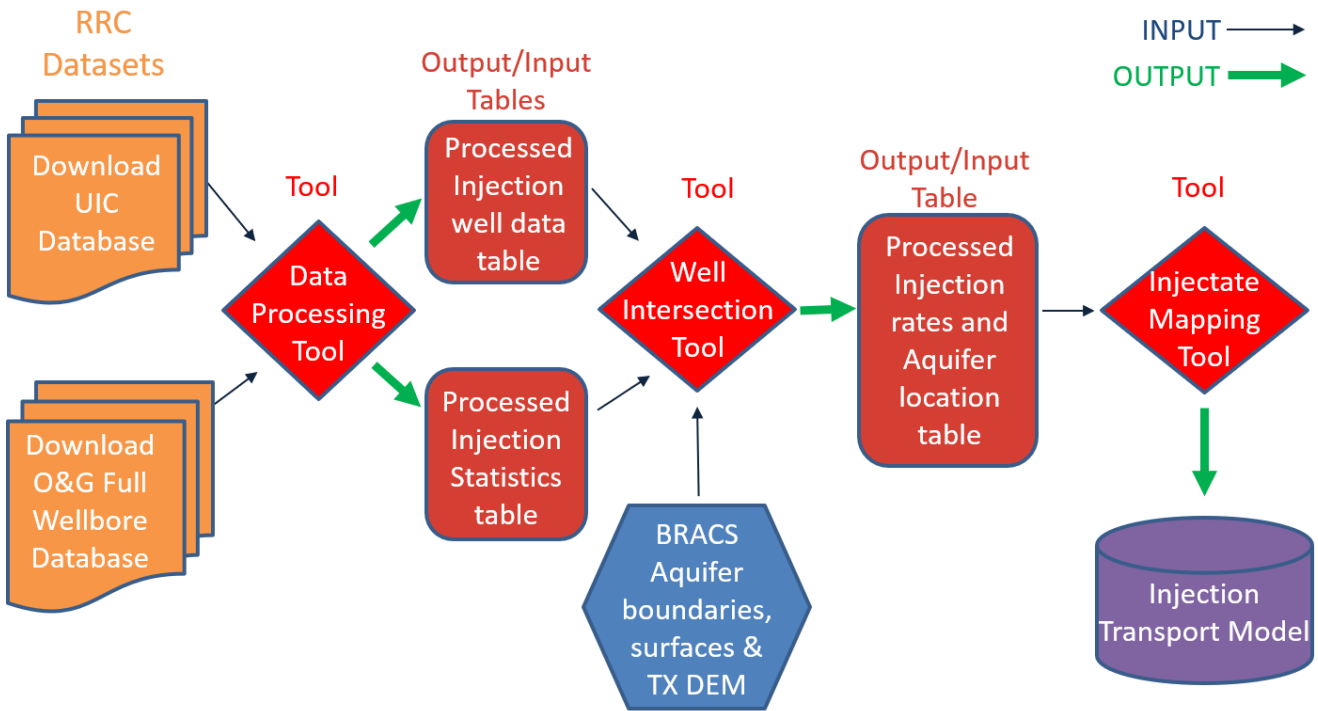 RRC
Datasets
Download
UIC
Database
Download
O&G Full
Wellbore
Database
Tool
Data
Processing
Tool
Output/Input
Tables
Processed
Injection
well data
table
Processed
Injection
Statistics
table
Tool
Well
Intersection
Tool
BRACS
Aquifer
boundaries,
surfaces &
TX DEM
Output/Input
Table
Processed
Injection
rates and
Aquifer
location
table
INPUT
OUTPUT
Tool
Injectate
Mapping
Tool
Injection
Transport Model